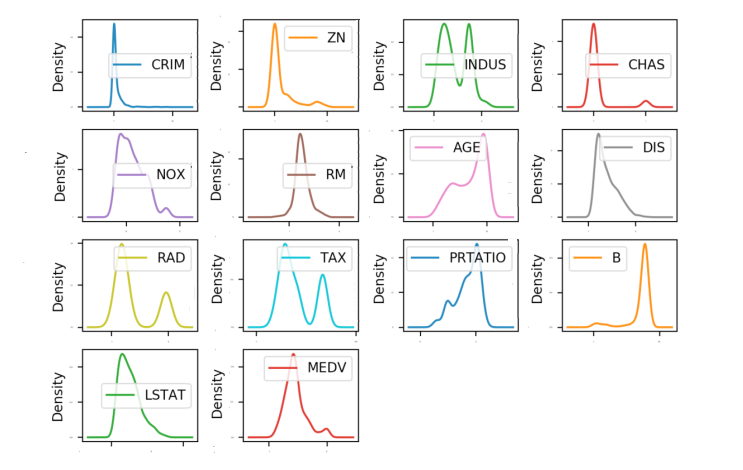 Density CRIM
Density ZN
Density INDUS
Density CHAS
Density NOX
Density RM
Density AGE
Density DIS
Density RAD
Density TAX
Density PRTATIO
Density B
Density LSTAT
Density MEDV